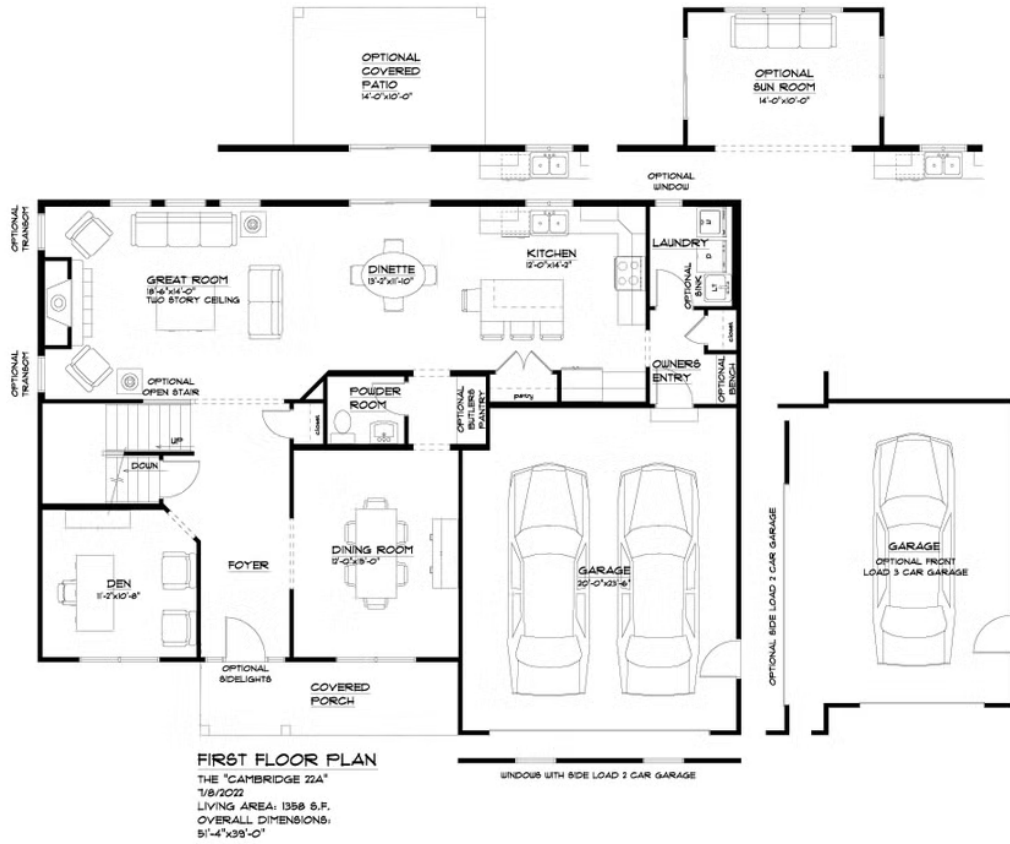 OPTIONAL
COVERED
PATIO
14'-0"x10'-0"
OPTIONAL
SUN ROOM
14'-0"x10'-0"
OPTIONAL
WINDOW
OPTIONAL
TRANSOM
GREAT ROOM
18'-6"x14'-0"
TWO STORY CEILING
DINETTE
13'-2"x11'-10"
KITCHEN
12'-0"x14'-2"
LAUNDRY
W
D
OPTIONAL
SINK
LT
closet
OPTIONAL
TRANSOM
OPTIONAL
OPEN STAIR
POWDER
ROOM
OPTIONAL
BUTLERS
PANTRY
pantry
OWNERS
ENTRY
OPTIONAL
BENCH
closet
UP
DOWN
DEN
11'-2"x10'-8"
FOYER
DINING ROOM
GARAGE
20'-0"x23'-6"
OPTIONAL SIDE LOAD 2 CAR GARAGE
GARAGE
OPTIONAL FRONT
LOAD 3 CAR GARAGE
OPTIONAL
SIDELIGHTS
COVERED
PORCH
FIRST FLOOR PLAN
THE "CAMBRIDGE 22A"
7/8/2022
LIVING AREA: 1358 S.F.
OVERALL DIMENSIONS:
51'-4"x39'-0"
WINDOWS WITH SIDE LOAD 2 CAR GARAGE